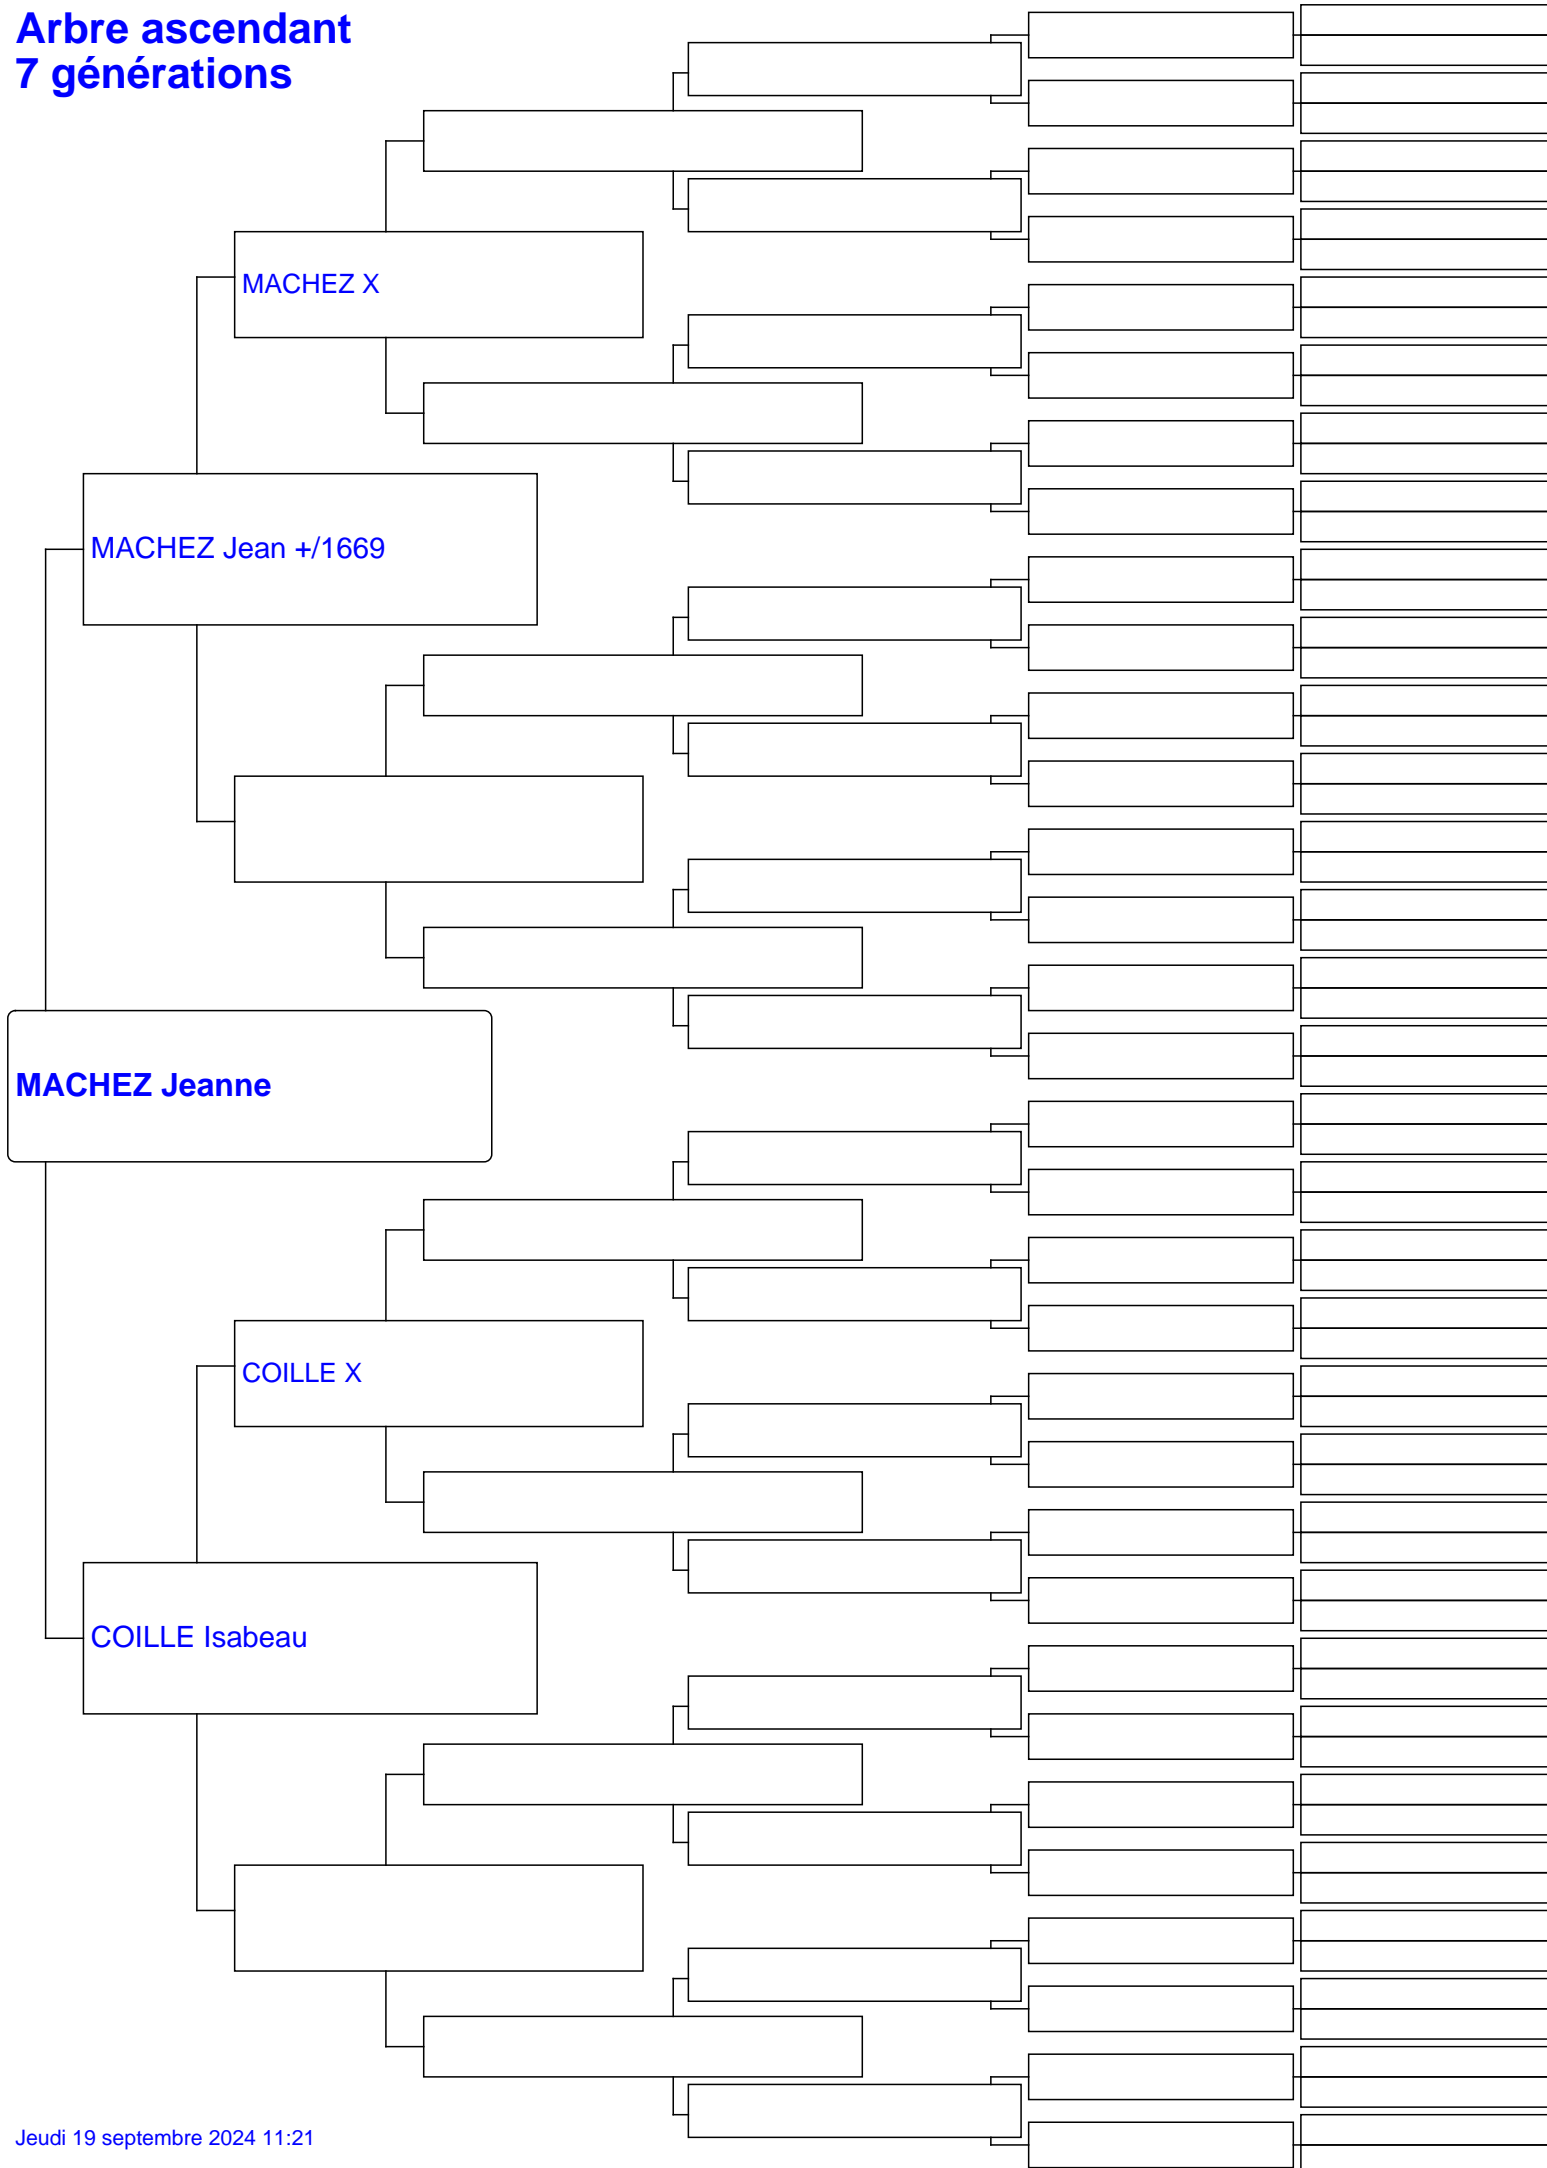 Arbre ascendant
7 générations
MACHEZ X
MACHEZ Jean +/1669
MACHEZ Jeanne
COILLE X
COILLE Isabeau
Jeudi 19 septembre 2024 11:21